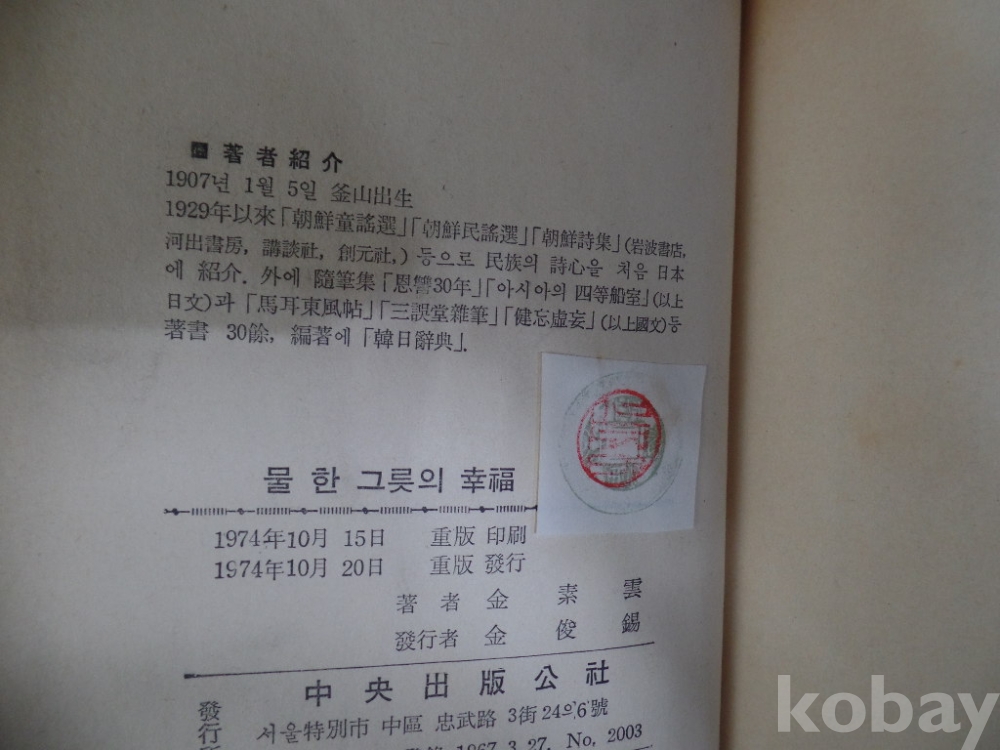 著者紹介
1907년 1월 5일 釜山出生
1929年以來「朝鮮童謠選」「朝鮮民謠選」「朝鮮詩集」(岩波書店,
河出書房, 講談社, 創元社,) 등으로 民族의 詩心을 처음 日本
에 紹介. 外에 隨筆集「恩讐30年」「아시아의 四等船室」(以上
日文)과 「馬耳東風帖」「三誤堂雜筆」「健忘虛妄」(以上國文)등
著書 30餘, 編著에 「韓日辭典」.
물 한 그릇의 幸福
1974年10月 15日 重版 印刷
1974年10月 20日 重版 發行
著者 金素雲
發行者 金俊錫
中央出版公社
發行
서울特別市 中區 忠武路 3街 24의 6號
1967. 3. 27. No, 2003
kobay